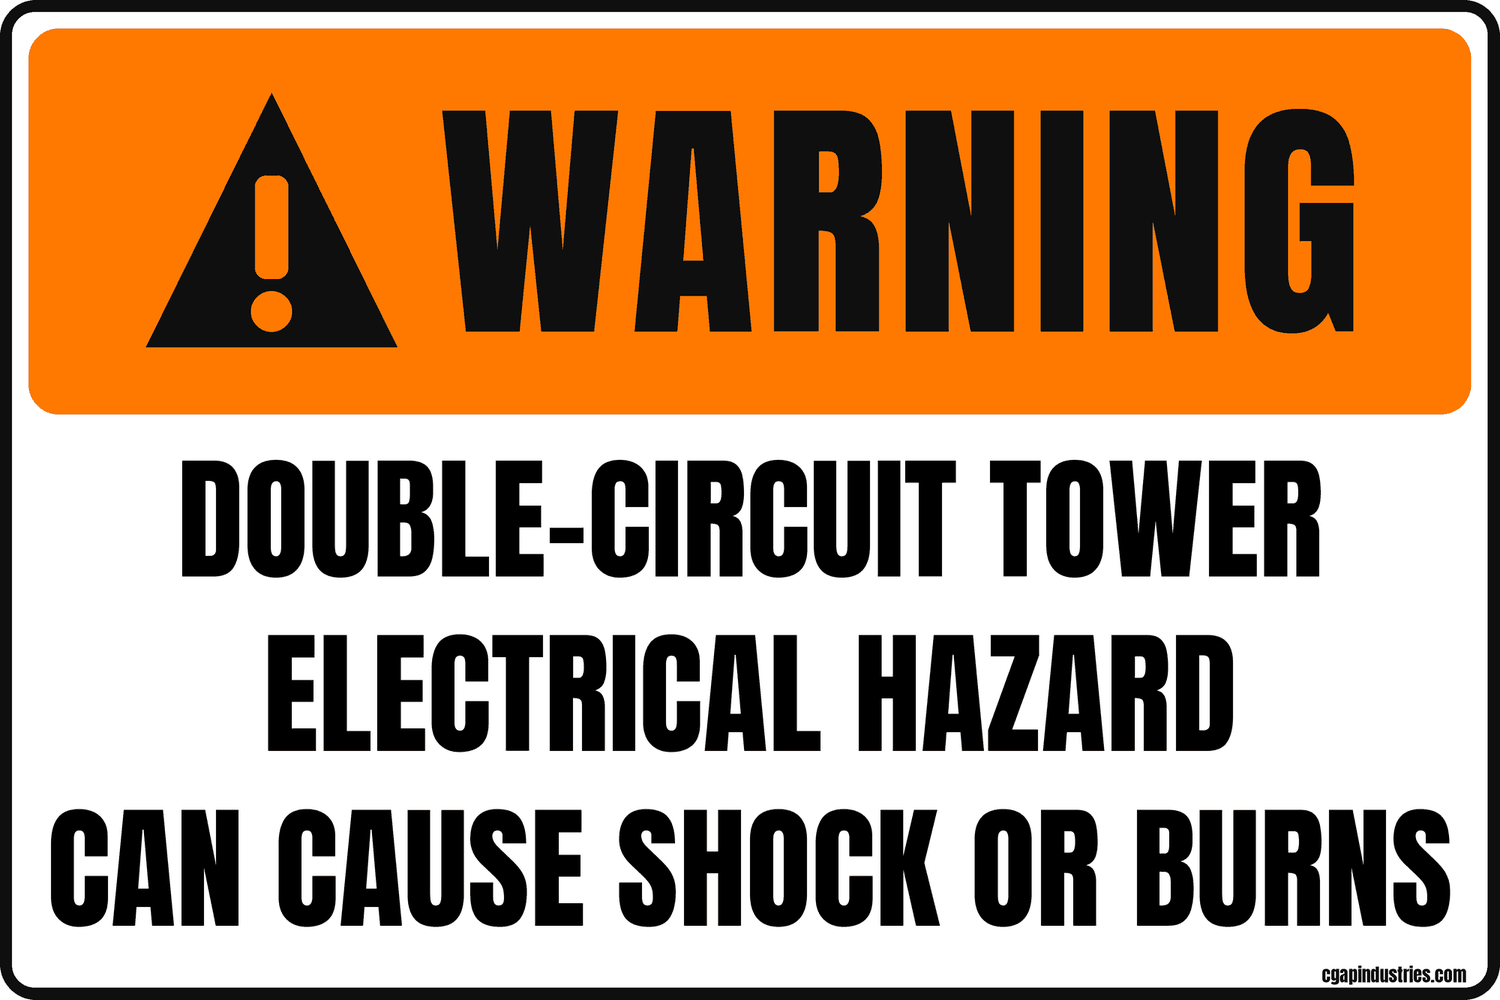 WARNING
DOUBLE-CIRCUIT TOWER
ELECTRICAL HAZARD
CAN CAUSE SHOCK OR BURNS
cgapindustries.com